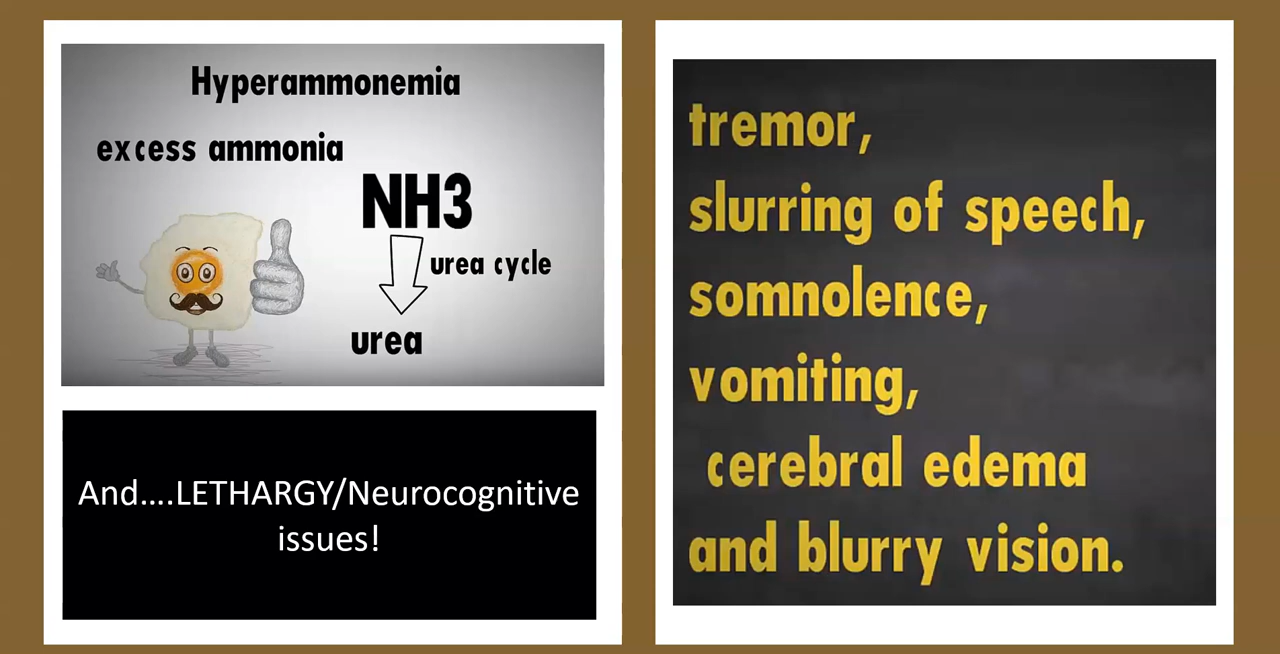 Hyperammonemia
excess ammonia
NH3
urea cycle
urea
And....LETHARGY/Neurocognitive
issues!
tremor,
slurring of speech,
somnolence,
vomiting,
cerebral edema
and blurry vision.